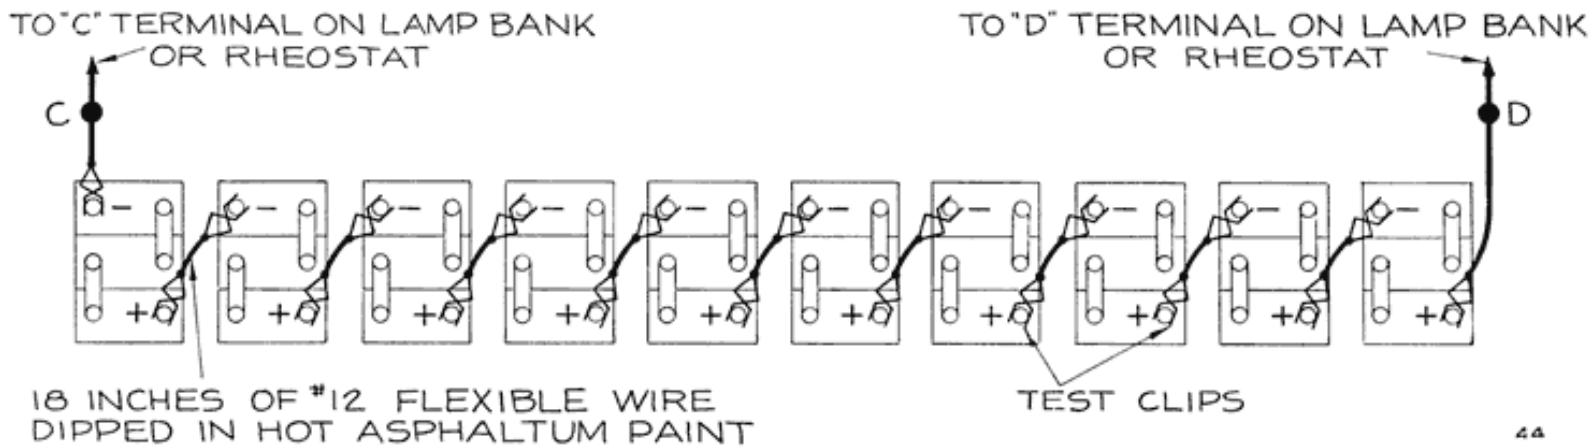 TO "C" TERMINAL ON LAMP BANK
OR RHEOSTAT
TO "D" TERMINAL ON LAMP BANK
OR RHEOSTAT
C
D
- - - - - - - - - -
+ + + + + + + + + +
18 INCHES OF #12 FLEXIBLE WIRE
DIPPED IN HOT ASPHALTUM PAINT
TEST CLIPS
44